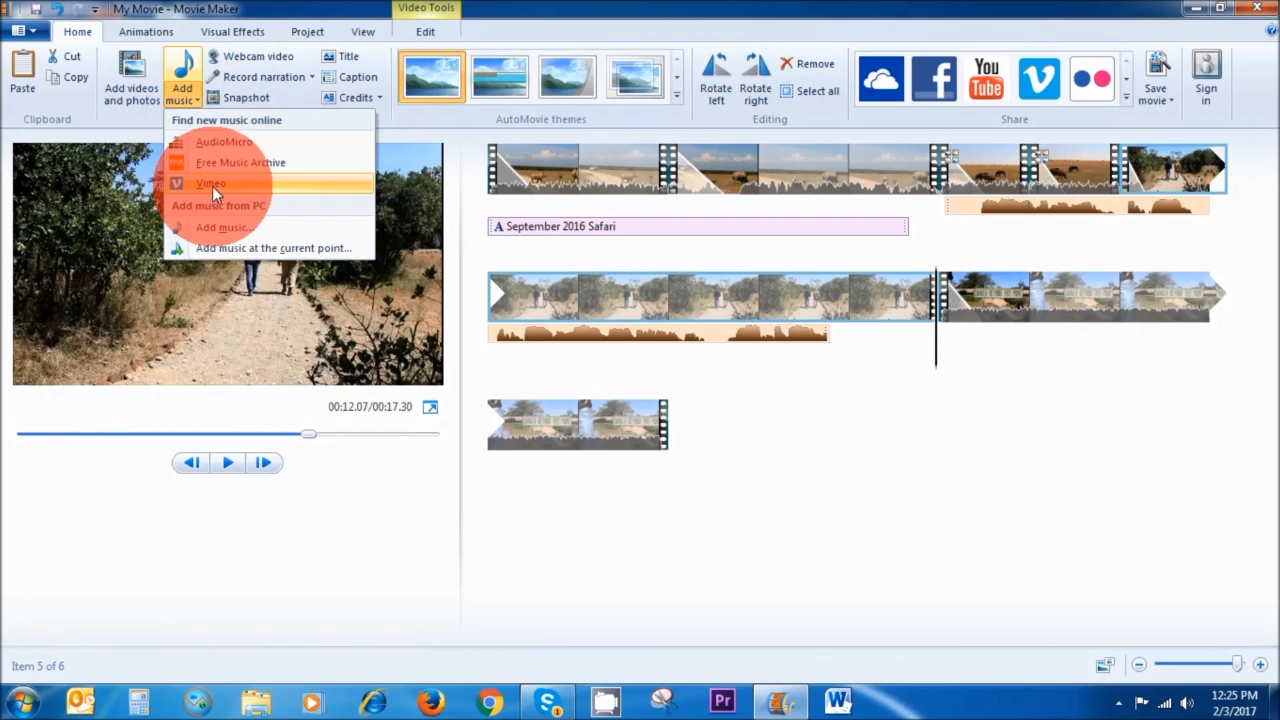 My Movie - Movie Maker
Video Tools
Home
Animations
Visual Effects
Project
View
Edit
Paste
Cut
Copy
Clipboard
Add videos
and photos
Add
music
Webcam video
Record narration
Snapshot
Title
Caption
Credits
AutoMovie themes
Rotate
left
Rotate
right
Remove
Select all
Editing
You
Tube
Share
Save
movie
Sign
in
Find new music online
AudioMicro
Free Music Archive
Vimeo
Add music from PC
Add music...
Add music at the current point...
September 2016 Safari
00:12.07/00:17.30
Item 5 of 6
Pr
12:25 PM
2/3/2017